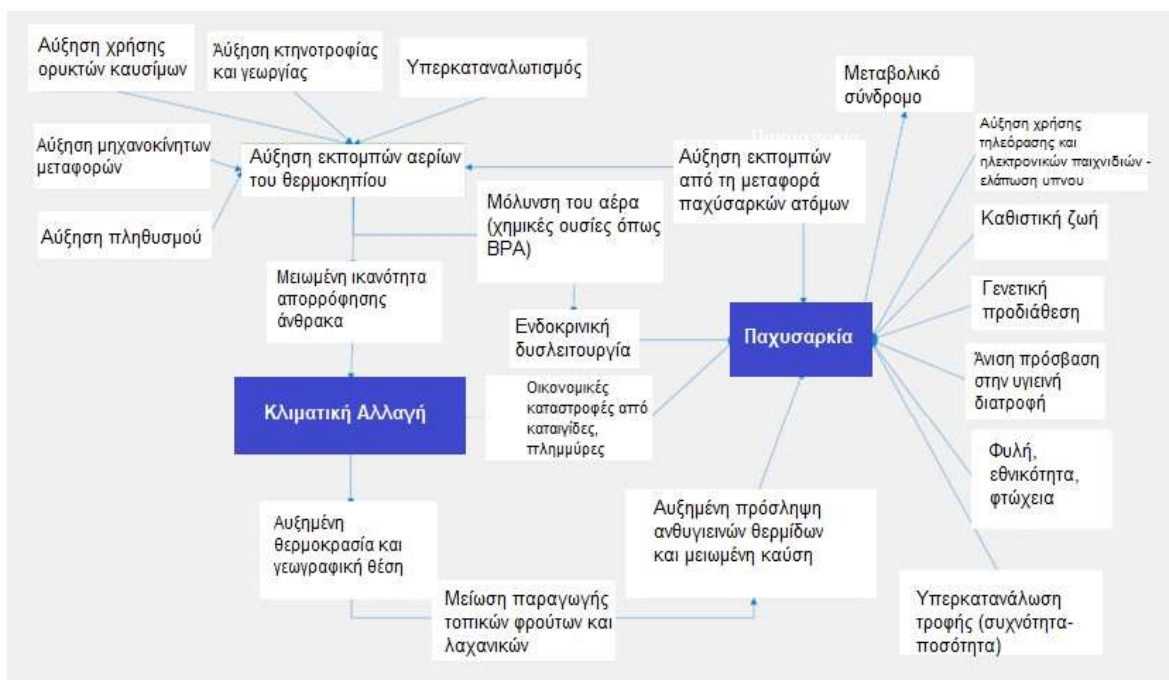 Αύξηση χρήσης
ορυκτών καυσίμων
Άύξηση κτηνοτροφίας
και γεωργίας
Υπερκαταναλωτισμός
Μεταβολικό
σύνδρομο
Αύξηση μηχανοκίνητων
μεταφορών
Αύξηση εκπομπών αερίων
του θερμοκηπίου
Παχυσαρκία
Αύξηση εκπομπών
από τη μεταφορά
παχύσαρκών ατόμων
Αύξηση χρήσης
τηλεόρασης και
ηλεκτρονικών παιχνιδιών -
ελάπωση υπνου
Αύξηση πληθυσμού
Μόλυνση του αέρα
(χημικές ουσίες όπως
BPA)
Καθιστική ζωή
Μειωμένη ικανότητα
απορρόφησης
άνθρακα
Ενδοκρινική
δυσλειτουργία
Παχυσαρκία
Γενετική
προδιάθεση
Κλιματική Αλλαγή
Οικονομικές
καταστροφές από
καταιγίδες,
πλημμύρες
Άνιση πρόσβαση
στην υγιεινή
διατροφή
Φυλή,
εθνικότητα,
φτώχεια
Αυξημένη
θερμοκρασία και
γεωγραφική θέση
Αυξημένη πρόσληψη
ανθυγιεινών θερμίδων
και μειωμένη καύση
Μείωση παραγωγής
τοπικών φρούτων και
λαχανικών
Υπερκατανάλωση
τροφής (συχνότητα-
ποσότητα)